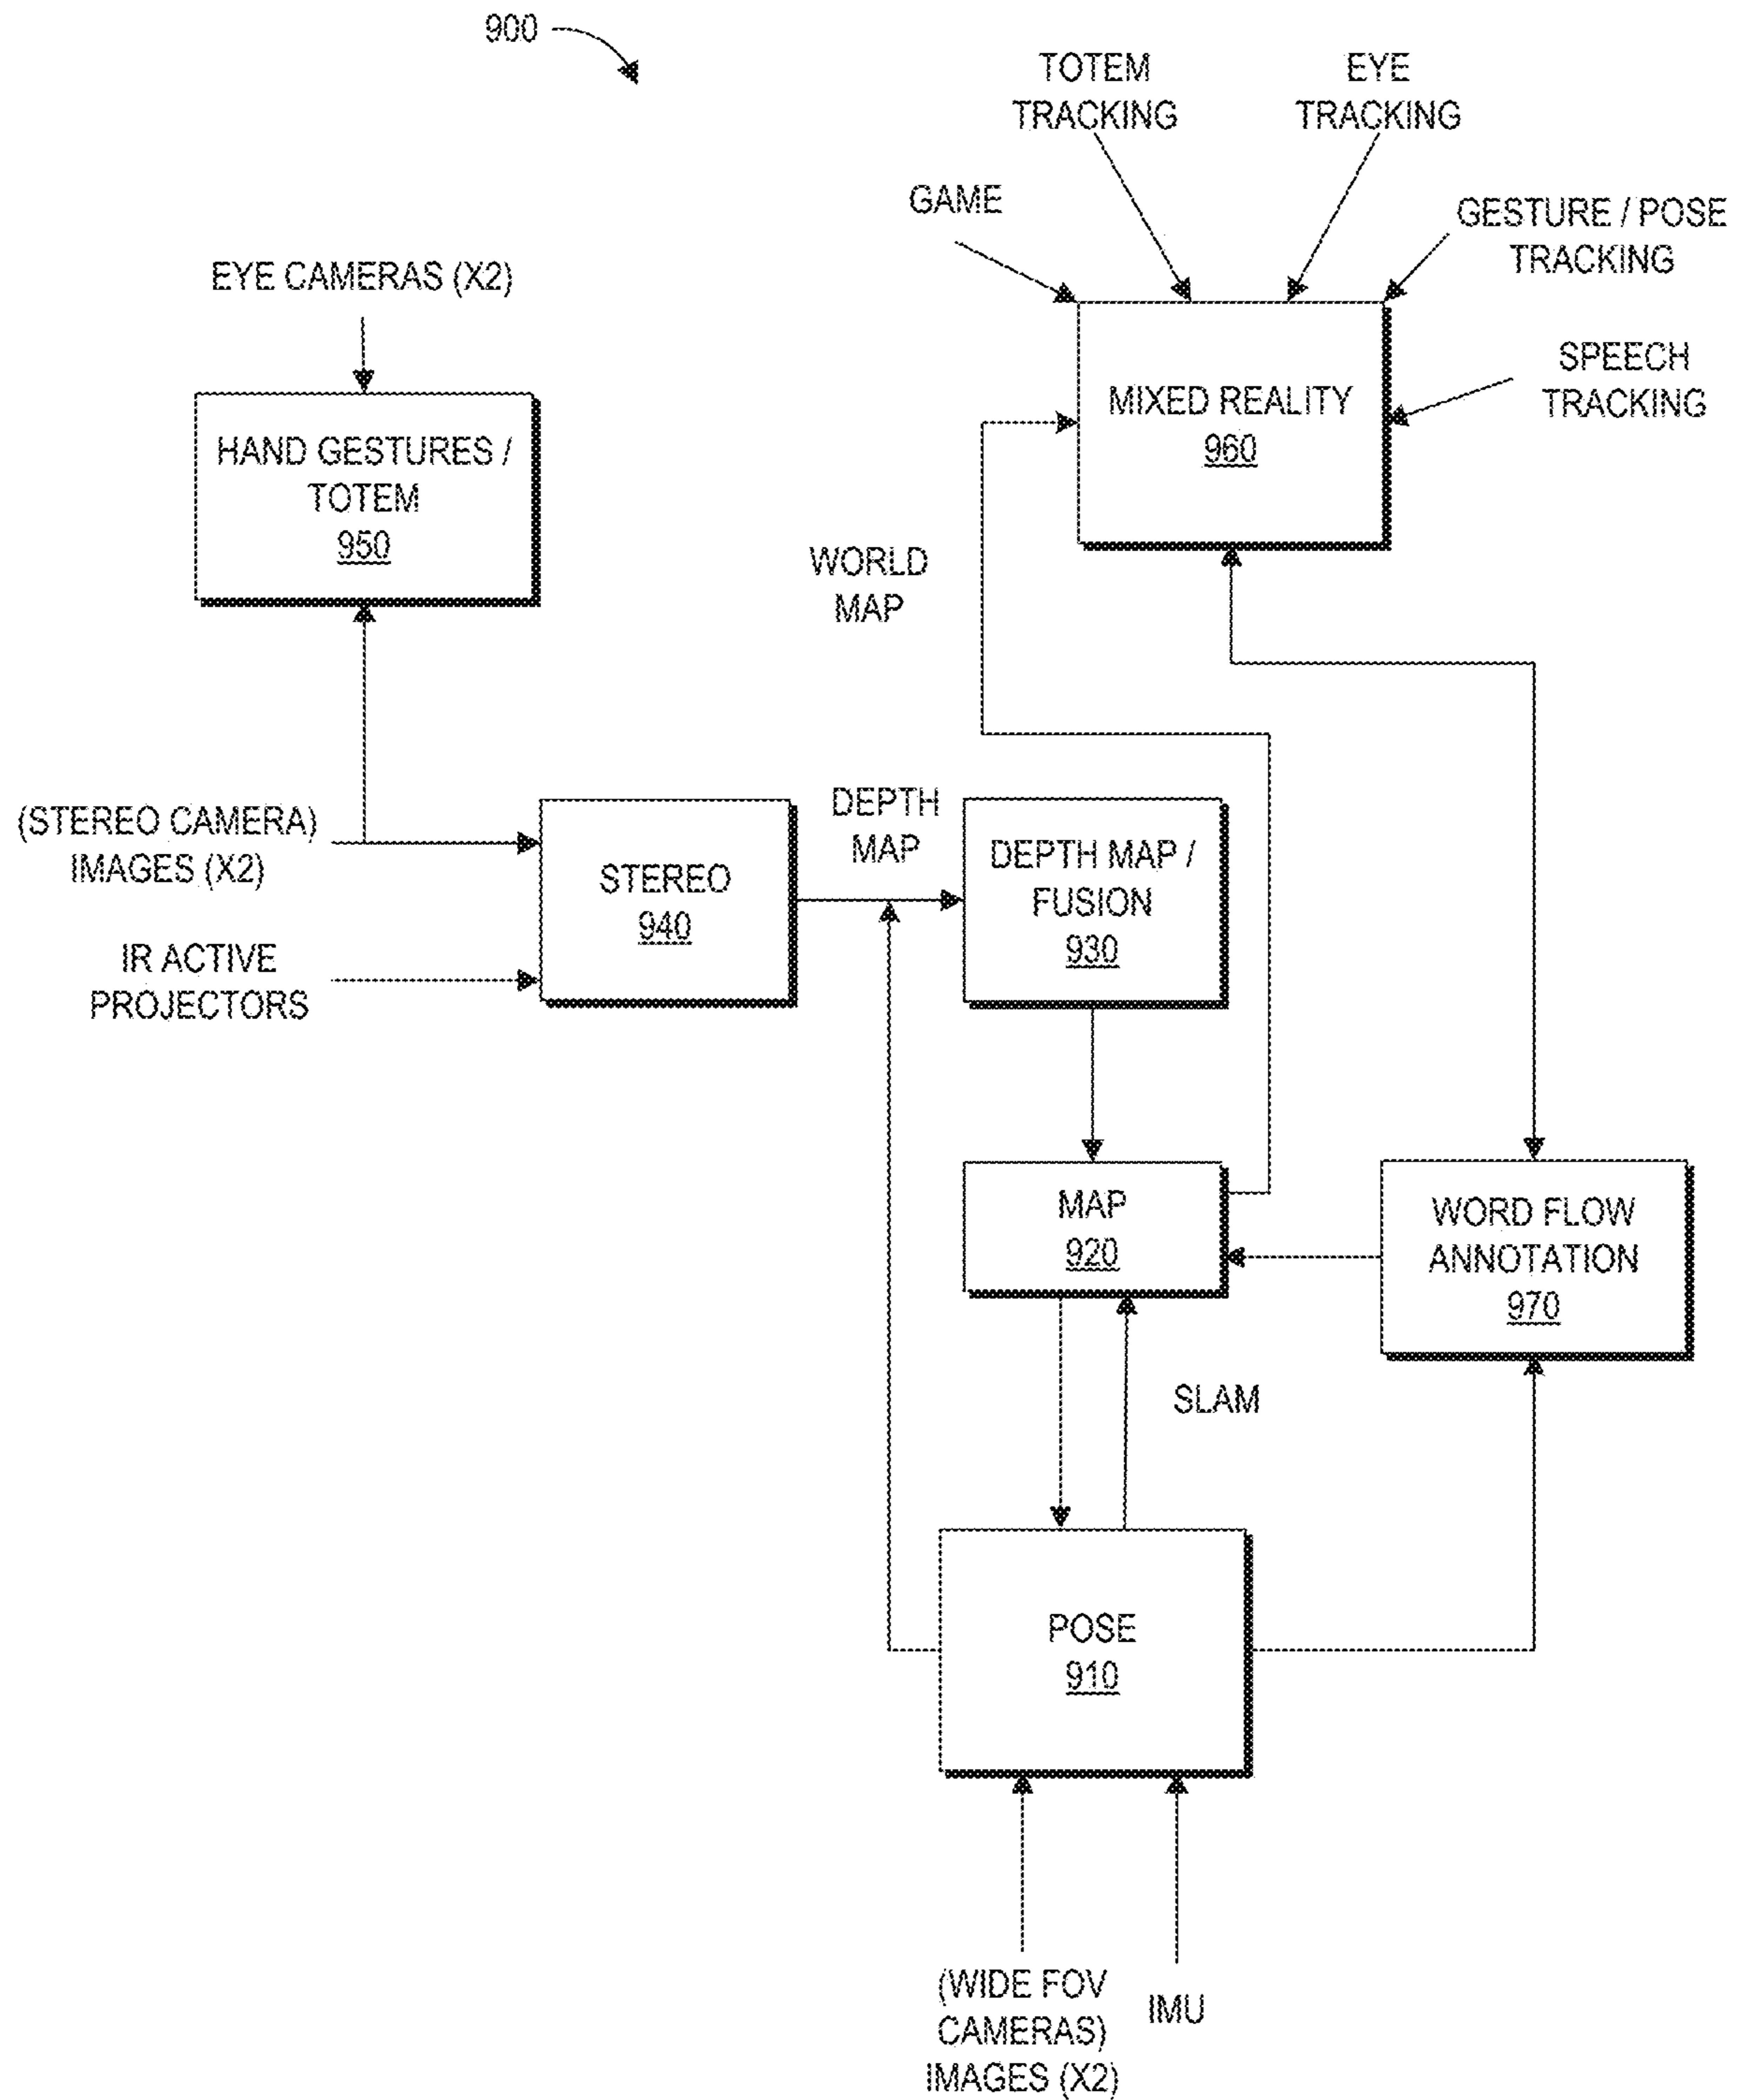 900
TOTEM
TRACKING
EYE
TRACKING
GAME
GESTURE / POSE
TRACKING
EYE CAMERAS (X2)
SPEECH
TRACKING
MIXED REALITY
960
HAND GESTURES /
TOTEM
950
WORLD
MAP
(STEREO CAMERA)
IMAGES (X2)
IR ACTIVE
PROJECTORS
STEREO
940
DEPTH
MAP
DEPTH MAP /
FUSION
930
MAP
920
WORD FLOW
ANNOTATION
970
SLAM
POSE
910
(WIDE FOV
CAMERAS)
IMAGES (X2)
IMU